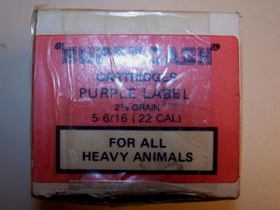 "SUPER CASH"
CARTRIDGES
PURPLE LABEL
2½ GRAIN
5·6/16 (22 CAL)
FOR ALL
HEAVY ANIMALS